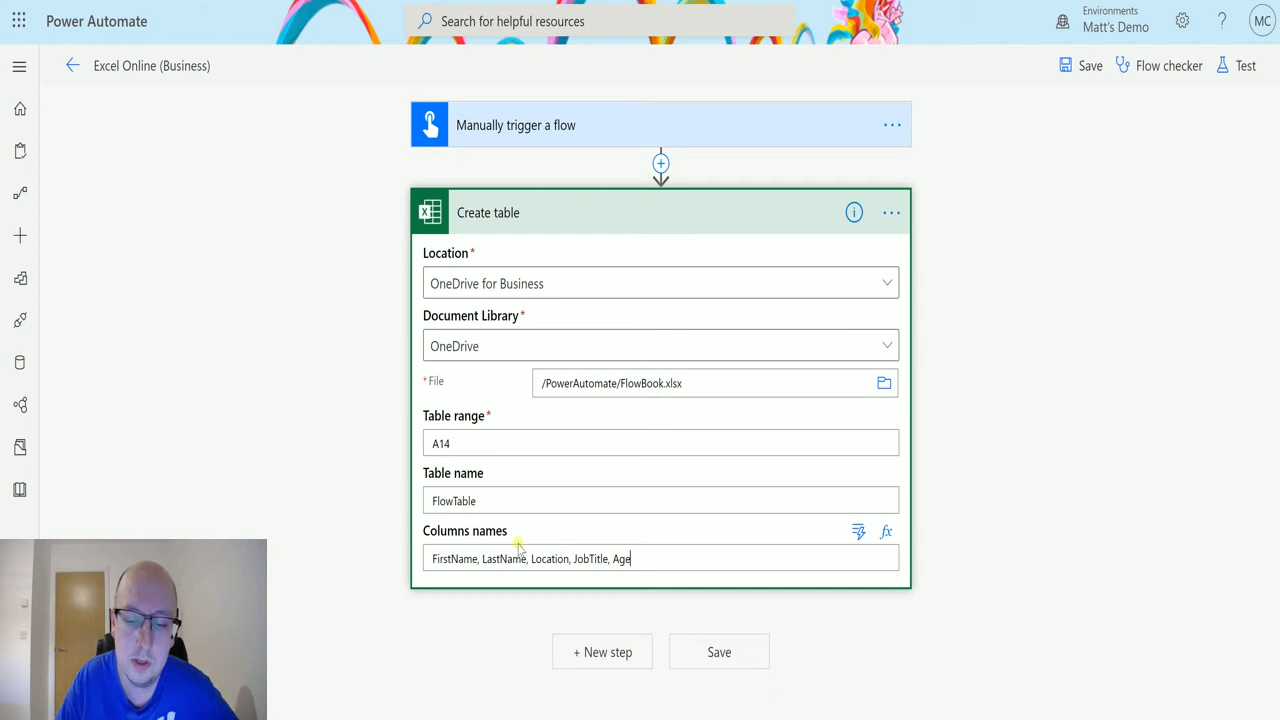 Power Automate
Search for helpful resources
Environments
Matt's Demo
?
MC
Excel Online (Business)
Save
Flow checker
Test
Manually trigger a flow
Create table
Location*
OneDrive for Business
Document Library*
OneDrive
* File
/PowerAutomate/FlowBook.xlsx
Table range*
A14
Table name
FlowTable
Columns names
fx
FirstName, LastName, Location, JobTitle, Age
+ New step
Save